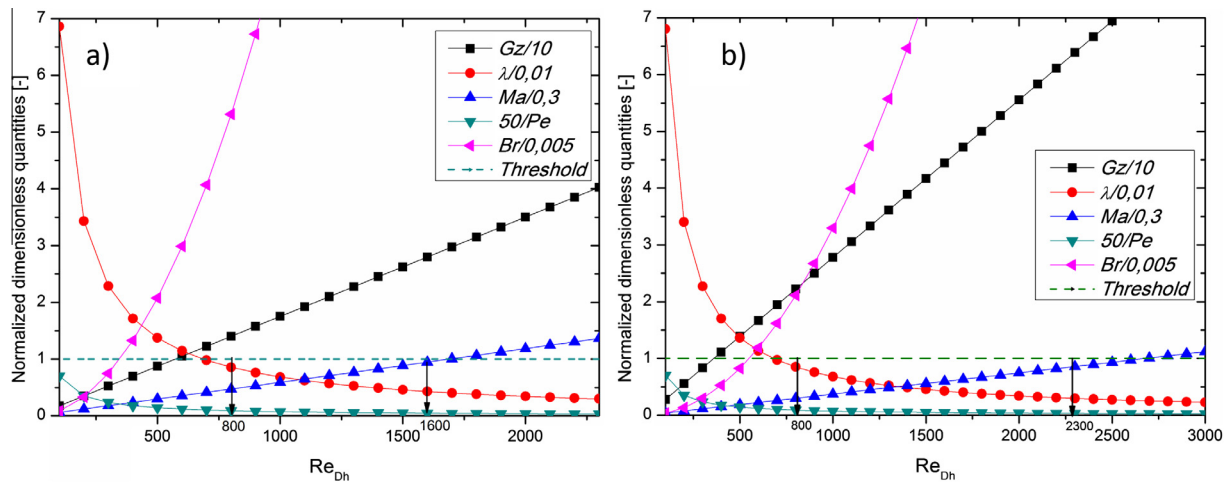 a)
Normalized dimensionless quantities [-]
7
6
5
4
3
2
1
0
Gz/10
λ/0,01
Ma/0,3
50/Pe
Br/0,005
Threshold
500
800
1000
1500
1600
2000
Re_Dh
b)
Normalized dimensionless quantities [-]
7
6
5
4
3
2
1
0
Gz/10
λ/0,01
Ma/0,3
50/Pe
Br/0,005
Threshold
500
800
1000
1500
2000
2300
2500
3000
Re_Dh